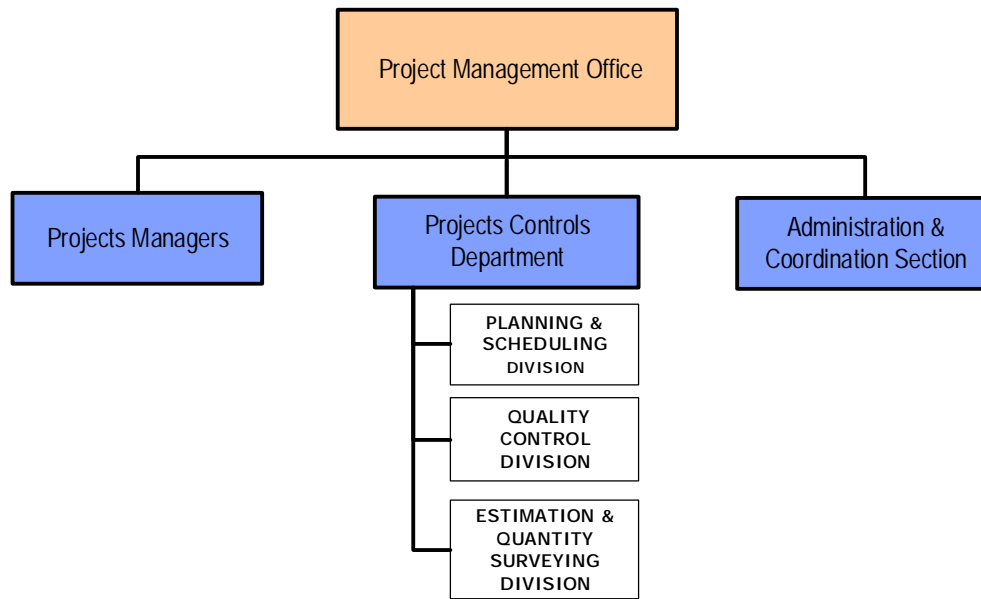 Project Management Office
Projects Managers
Projects Controls
Department
Administration &
Coordination Section
PLANNING &
SCHEDULING
DIVISION
QUALITY
CONTROL
DIVISION
ESTIMATION &
QUANTITY
SURVEYING
DIVISION